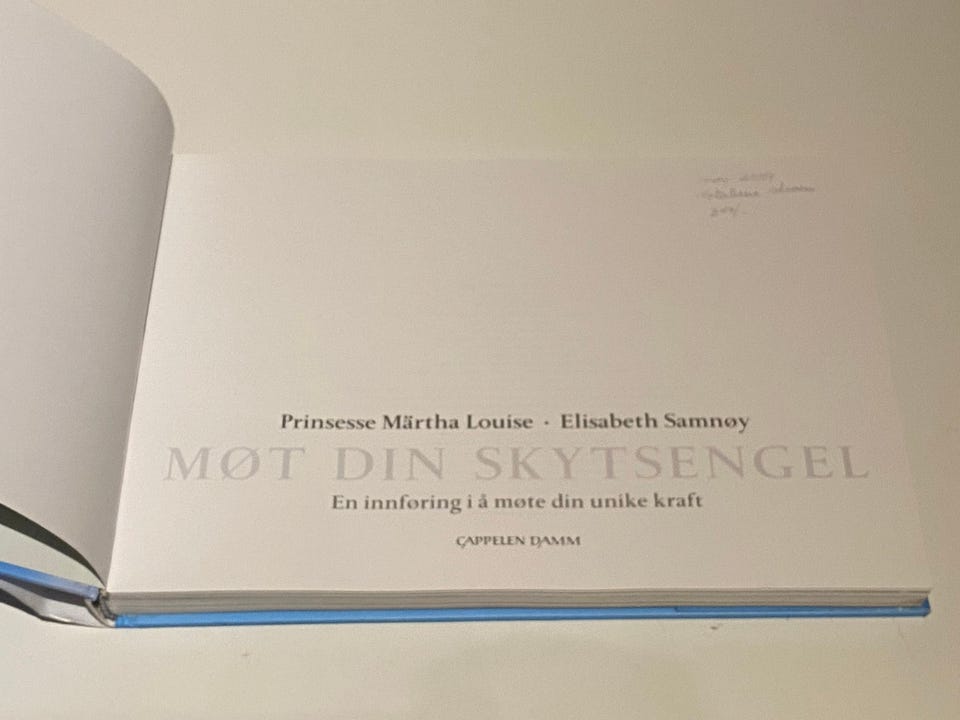 Prinsesse Märtha Louise · Elisabeth Samnøy
MØT DIN SKYTSENGEL
En innføring i å møte din unike kraft
CAPPELEN DAMM